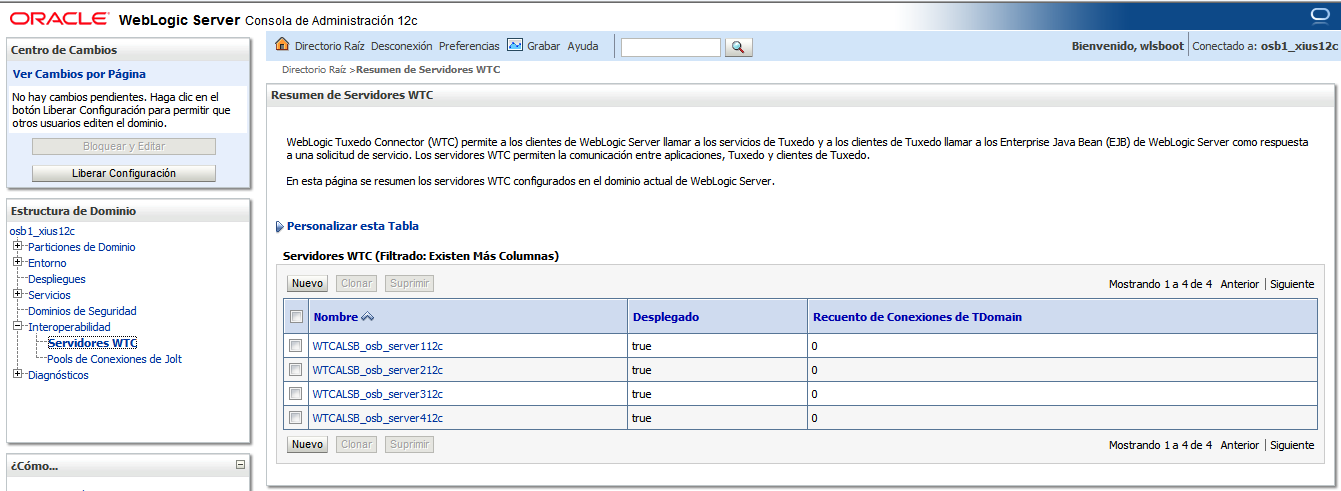 ORACLE WebLogic Server Consola de Administración 12c
Centro de Cambios
Ver Cambios por Página
No hay cambios pendientes. Haga clic en el
botón Liberar Configuración para permitir que
otros usuarios editen el dominio.
Bloquear y Editar
Liberar Configuración
Estructura de Dominio
osb1_xius12c
Particiones de Dominio
Entorno
Despliegues
Servicios
Dominios de Seguridad
Interoperabilidad
Servidores WTC
Pools de Conexiones de Jolt
Diagnósticos
¿Cómo...
Directorio Raíz Desconexión Preferencias Grabar Ayuda
Bienvenido, wlsboot Conectado a: osb1_xius12c
Directorio Raíz >Resumen de Servidores WTC
Resumen de Servidores WTC
WebLogic Tuxedo Connector (WTC) permite a los clientes de WebLogic Server llamar a los servicios de Tuxedo y a los clientes de Tuxedo llamar a los Enterprise Java Bean (EJB) de WebLogic Server como respuesta
a una solicitud de servicio. Los servidores WTC permiten la comunicación entre aplicaciones, Tuxedo y clientes de Tuxedo.
En esta página se resumen los servidores WTC configurados en el dominio actual de WebLogic Server.
Personalizar esta Tabla
Servidores WTC (Filtrado: Existen Más Columnas)
Nuevo Clonar Suprimir Mostrando 1 a 4 de 4 Anterior | Siguiente
Nombre Desplegado Recuento de Conexiones de TDomain
WTCALSB_osb_server112c true 0
WTCALSB_osb_server212c true 0
WTCALSB_osb_server312c true 0
WTCALSB_osb_server412c true 0
Nuevo Clonar Suprimir Mostrando 1 a 4 de 4 Anterior | Siguiente